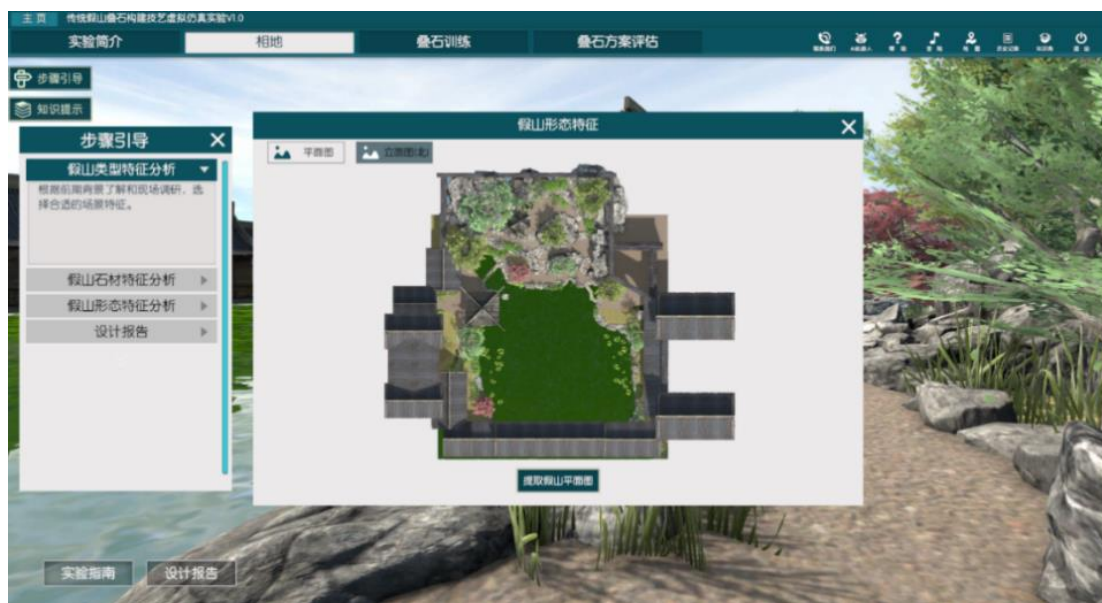 主页 传统假山叠石构建技艺虚拟仿真实验V1.0
实验简介 相地 叠石训练 叠石方案评估
步骤引导
知识提示
步骤引导
假山类型特征分析
根据前期背景了解和现场调研，选
择合适的场景特征。
假山石材特征分析
假山形态特征分析
设计报告
假山形态特征
平面图 立面图(北)
提取假山平面图
实验指南 设计报告